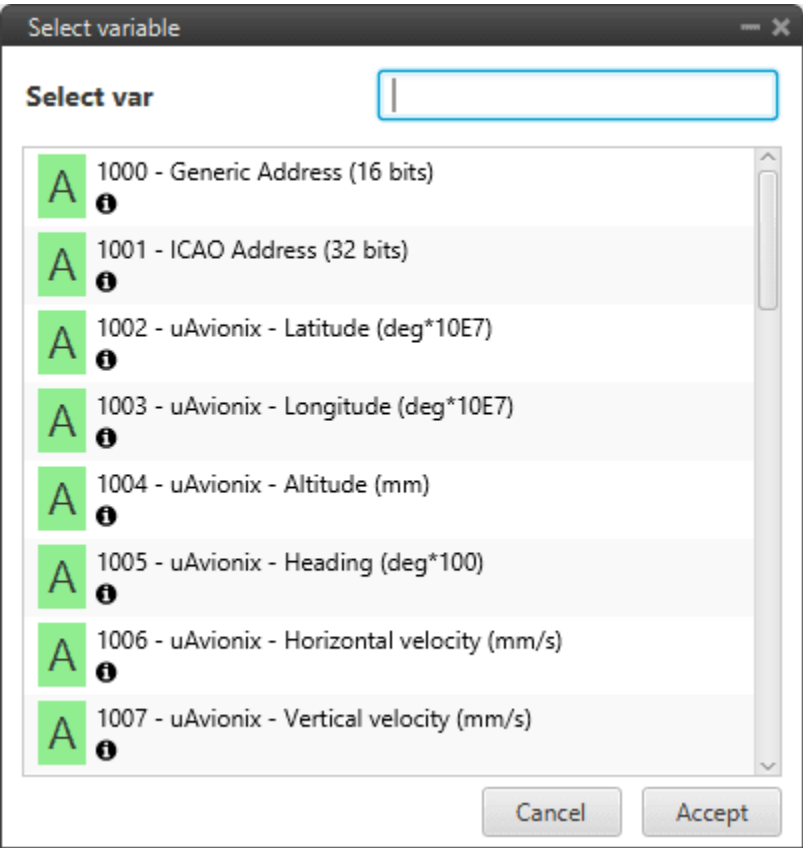 Select variable
Select var
A 1000 - Generic Address (16 bits)
A 1001 - ICAO Address (32 bits)
A 1002 - uAvionix - Latitude (deg*10E7)
A 1003 - uAvionix - Longitude (deg*10E7)
A 1004 - uAvionix - Altitude (mm)
A 1005 - uAvionix - Heading (deg*100)
A 1006 - uAvionix - Horizontal velocity (mm/s)
A 1007 - uAvionix - Vertical velocity (mm/s)
Cancel Accept